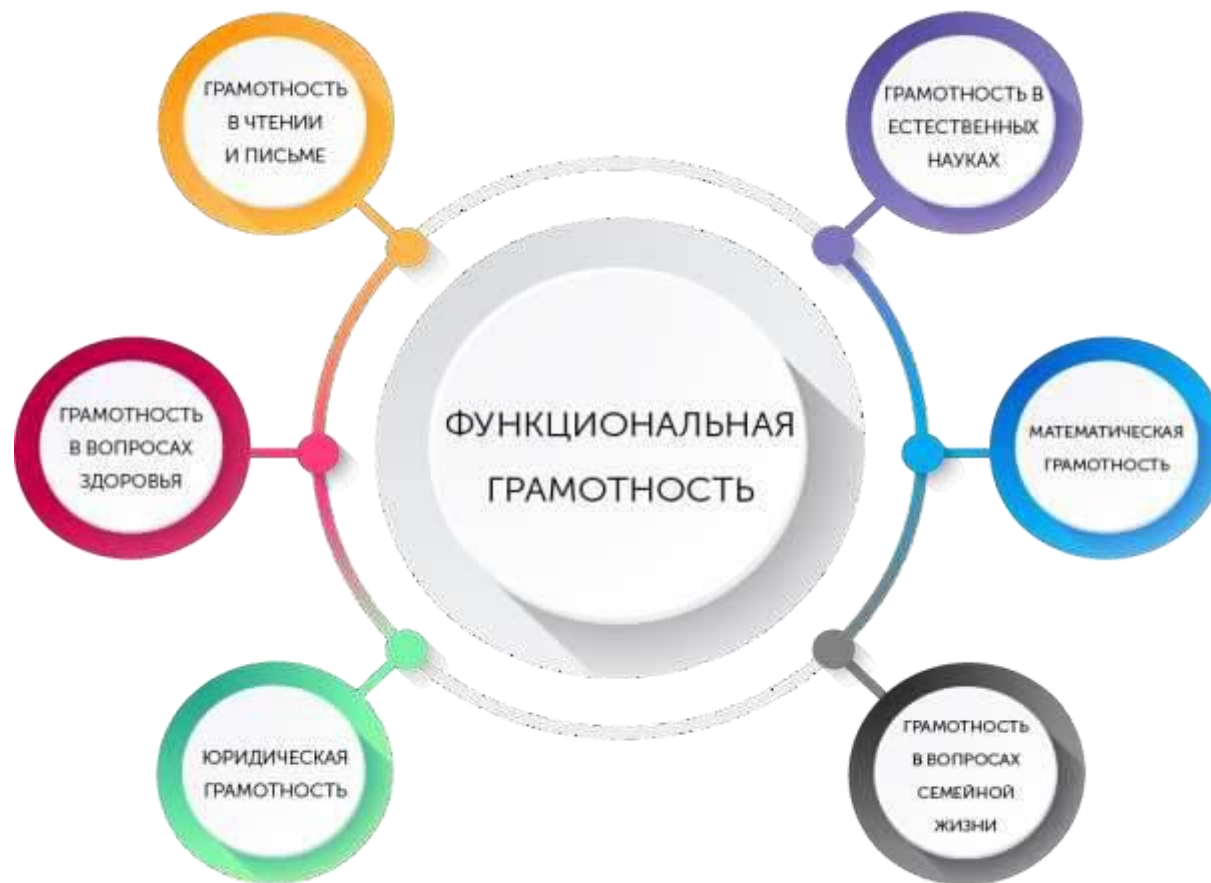 ГРАМОТНОСТЬ
В ЧТЕНИИ
И ПИСЬМЕ
ГРАМОТНОСТЬ В
ЕСТЕСТВЕННЫХ
НАУКАХ
ГРАМОТНОСТЬ
В ВОПРОСАХ
ЗДОРОВЬЯ
ФУНКЦИОНАЛЬНАЯ
ГРАМОТНОСТЬ
МАТЕМАТИЧЕСКАЯ
ГРАМОТНОСТЬ
ЮРИДИЧЕСКАЯ
ГРАМОТНОСТЬ
ГРАМОТНОСТЬ
В ВОПРОСАХ
СЕМЕЙНОЙ
ЖИЗНИ